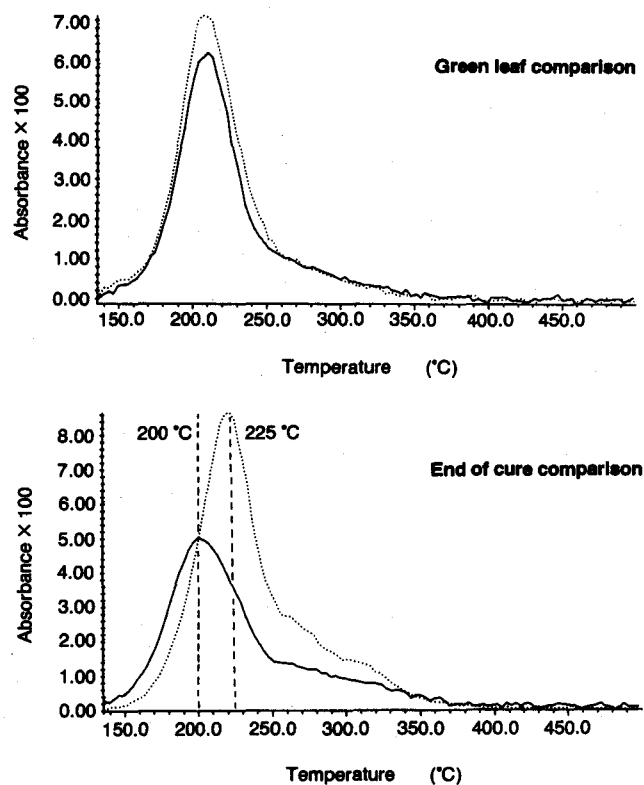 7.00
6.00
5.00
4.00
3.00
2.00
1.00
0.00
Absorbance × 100
Green leaf comparison
150.0 200.0 250.0 300.0 350.0 400.0 450.0
Temperature (°C)
8.00
7.00
6.00
5.00
4.00
3.00
2.00
1.00
0.00
Absorbance × 100
200 °C
225 °C
End of cure comparison
150.0 200.0 250.0 300.0 350.0 400.0 450.0
Temperature (°C)